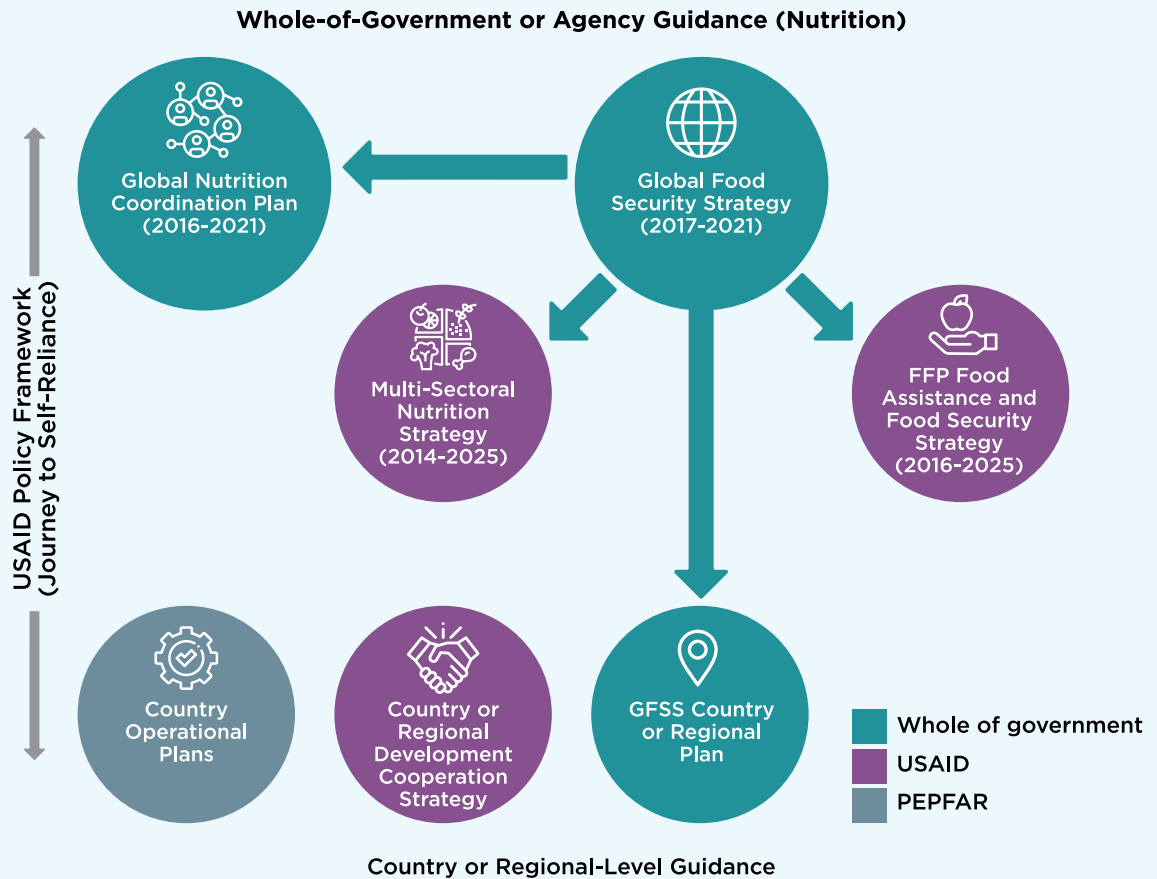 Whole-of-Government or Agency Guidance (Nutrition)
Global Nutrition
Coordination Plan
(2016-2021)
Global Food
Security Strategy
(2017-2021)
Multi-Sectoral
Nutrition
Strategy
(2014-2025)
FFP Food
Assistance and
Food Security
Strategy
(2016-2025)
USAID Policy Framework
(Journey to Self-Reliance)
Country
Operational
Plans
Country or
Regional
Development
Cooperation
Strategy
GFSS Country
or Regional
Plan
Whole of government
USAID
PEPFAR
Country or Regional-Level Guidance